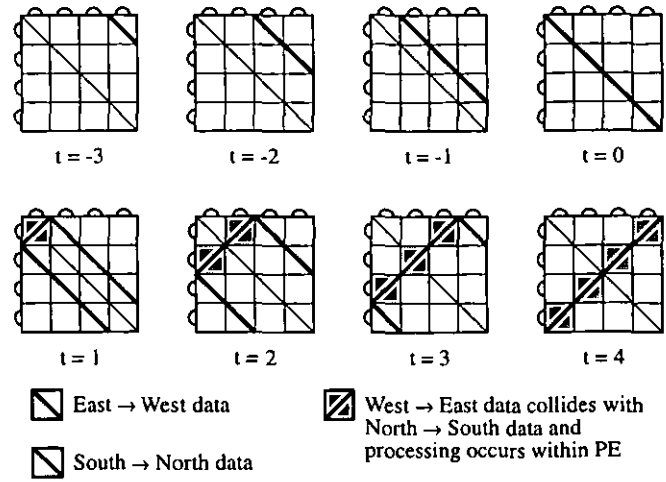 t = -3
t = -2
t = -1
t = 0
t = 1
t = 2
t = 3
t = 4
East → West data
South → North data
West → East data collides with
North → South data and
processing occurs within PE